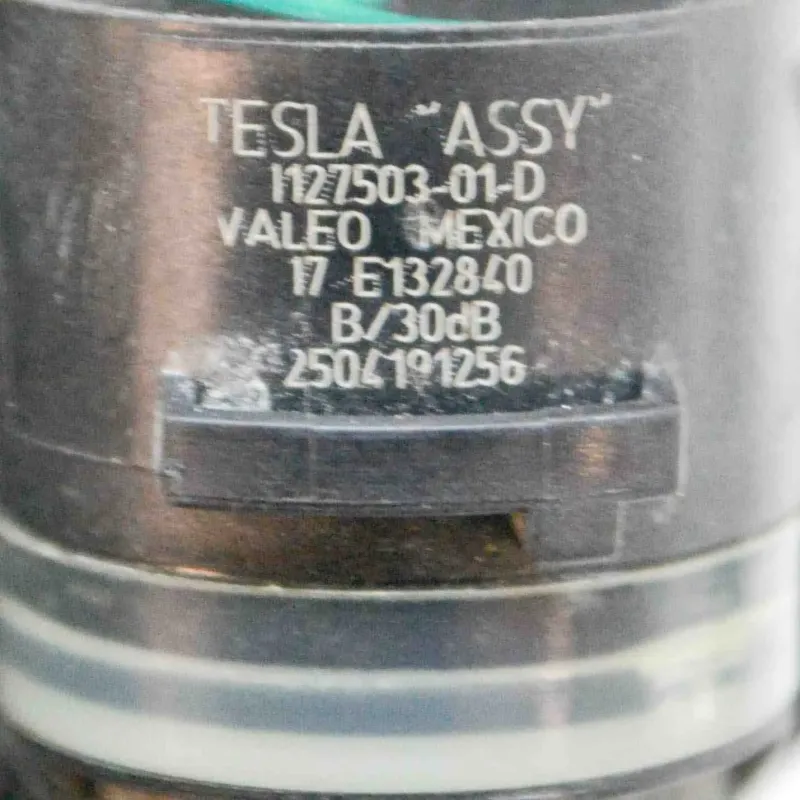 TESLA "ASSY"
1127503-01-D
VALEO MEXICO
17 E132840
B/30dB
2504191256